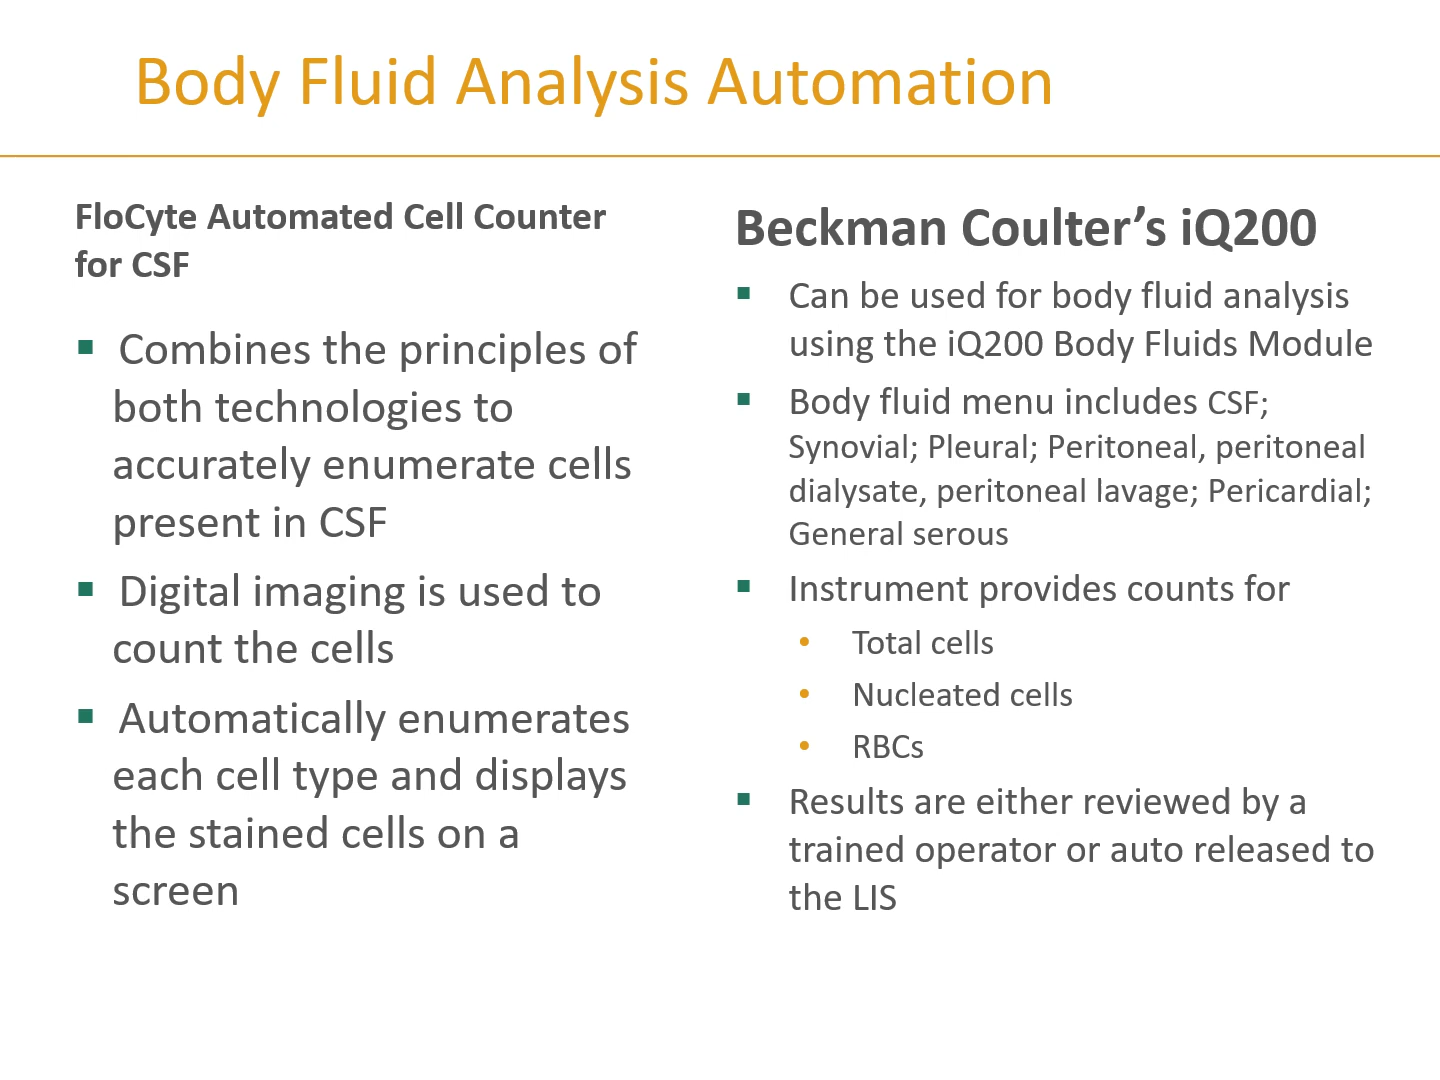 Body Fluid Analysis Automation
FloCyte Automated Cell Counter
for CSF
▪ Combines the principles of
both technologies to
accurately enumerate cells
present in CSF
▪ Digital imaging is used to
count the cells
▪ Automatically enumerates
each cell type and displays
the stained cells on a
screen
Beckman Coulter’s iQ200
▪ Can be used for body fluid analysis
using the iQ200 Body Fluids Module
▪ Body fluid menu includes CSF;
Synovial; Pleural; Peritoneal, peritoneal
dialysate, peritoneal lavage; Pericardial;
General serous
▪ Instrument provides counts for
• Total cells
• Nucleated cells
• RBCs
▪ Results are either reviewed by a
trained operator or auto released to
the LIS